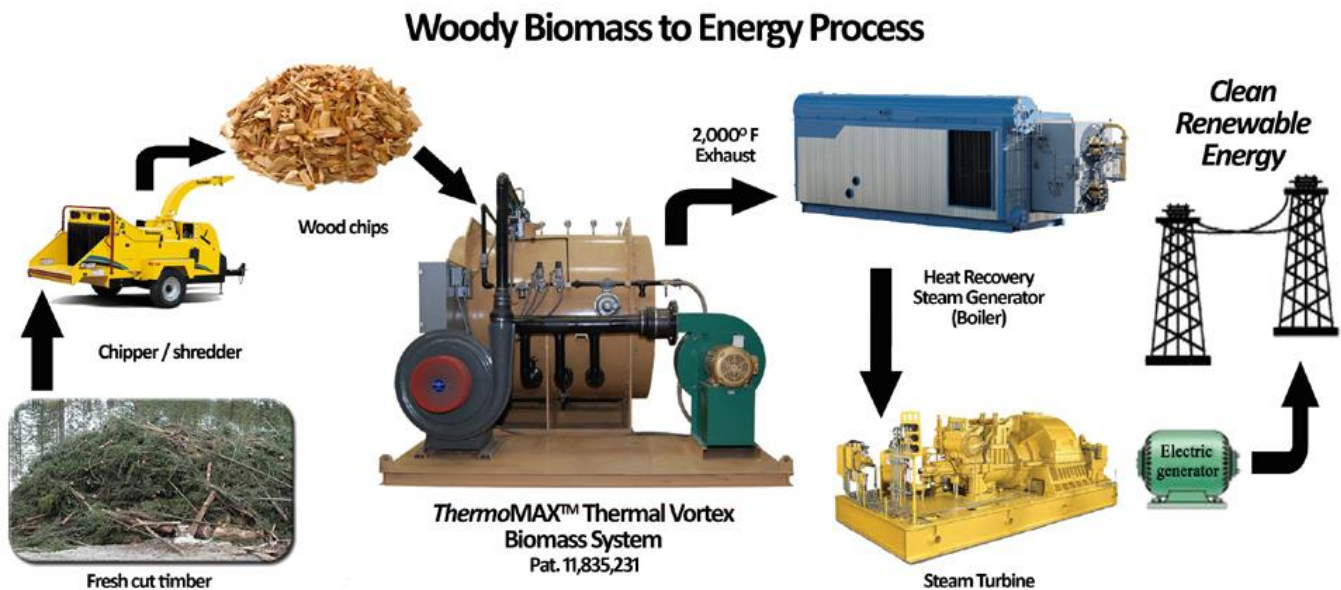 Woody Biomass to Energy Process
Wood chips
Chipper / shredder
Fresh cut timber
ThermoMAX™ Thermal Vortex
Biomass System
Pat. 11,835,231
2,000⁰ F
Exhaust
Heat Recovery
Steam Generator
(Boiler)
Steam Turbine
Electric
generator
Clean
Renewable
Energy